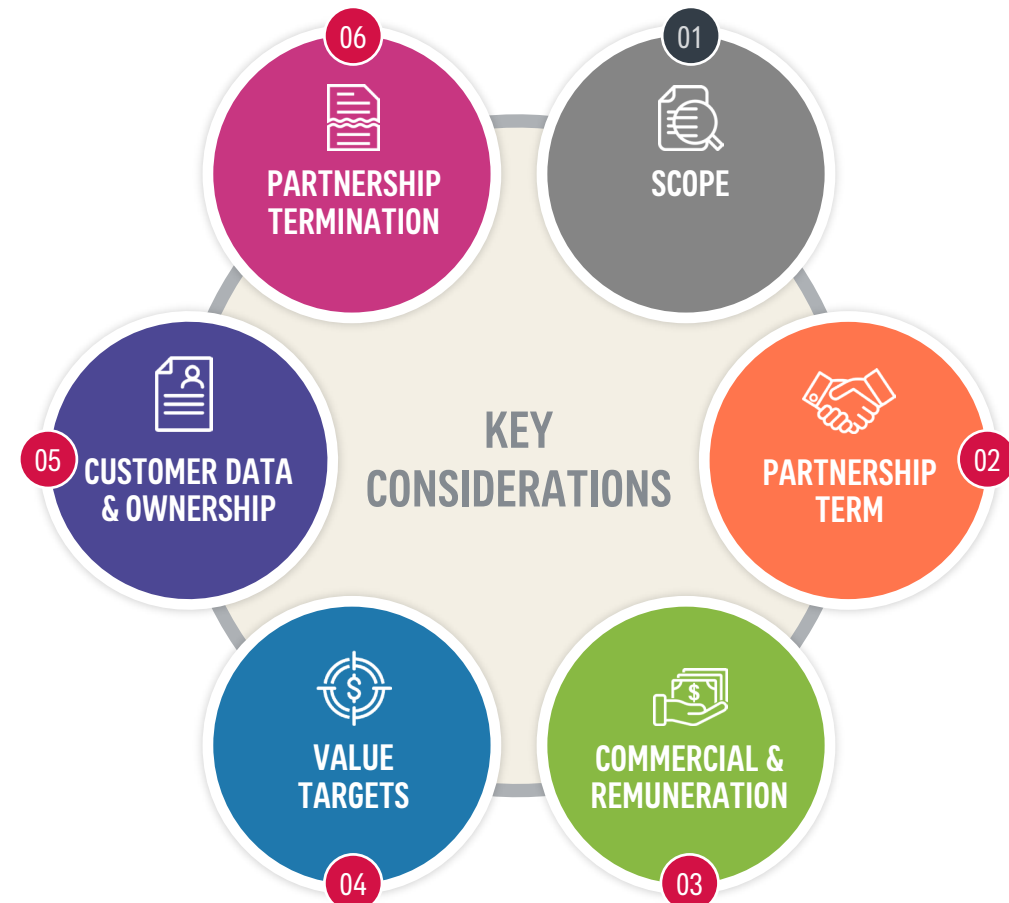 KEY
CONSIDERATIONS
01
SCOPE
02
PARTNERSHIP
TERM
03
COMMERCIAL &
REMUNERATION
04
VALUE
TARGETS
05
CUSTOMER DATA
& OWNERSHIP
06
PARTNERSHIP
TERMINATION
$
$